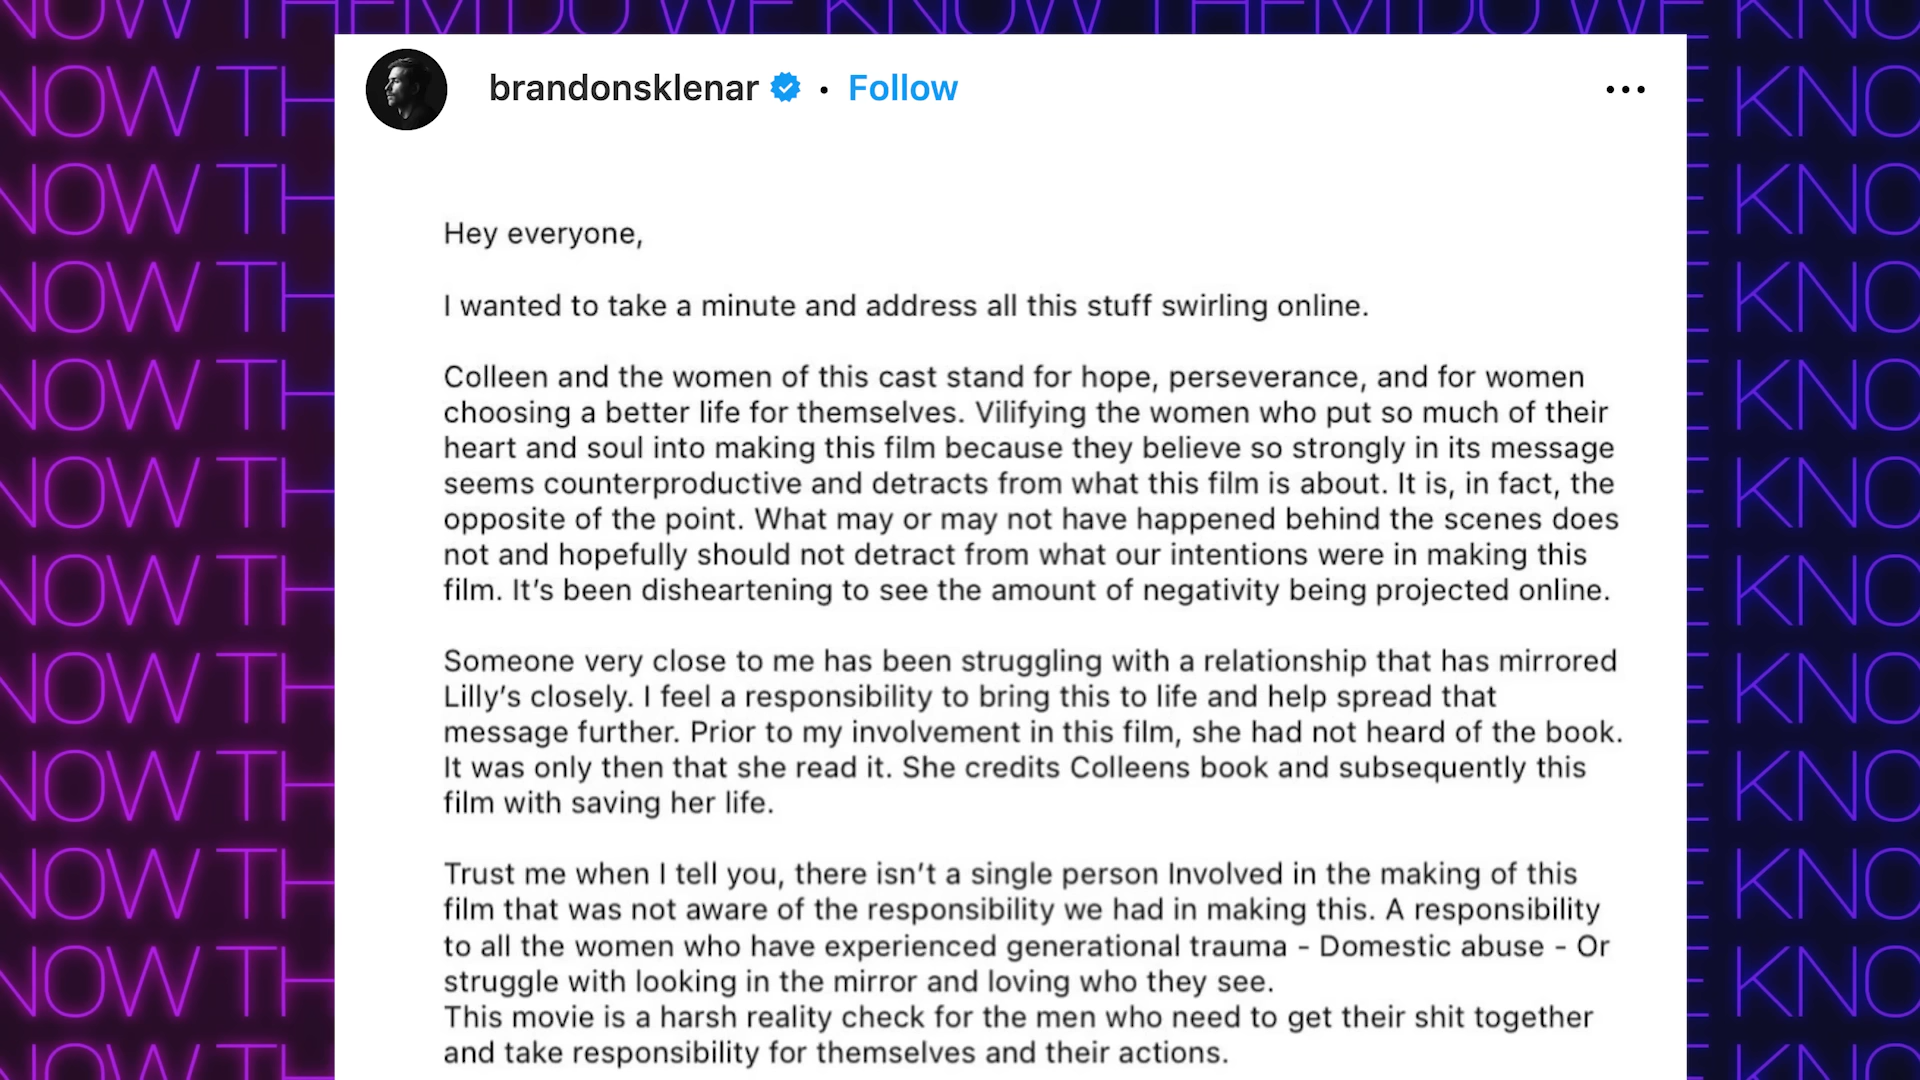 NOW THEM DO WE KNOW THEM DO WE KNO
brandonsklenar • Follow
Hey everyone,
I wanted to take a minute and address all this stuff swirling online.
Colleen and the women of this cast stand for hope, perseverance, and for women
choosing a better life for themselves. Vilifying the women who put so much of their
heart and soul into making this film because they believe so strongly in its message
seems counterproductive and detracts from what this film is about. It is, in fact, the
opposite of the point. What may or may not have happened behind the scenes does
not and hopefully should not detract from what our intentions were in making this
film. It’s been disheartening to see the amount of negativity being projected online.
Someone very close to me has been struggling with a relationship that has mirrored
Lilly’s closely. I feel a responsibility to bring this to life and help spread that
message further. Prior to my involvement in this film, she had not heard of the book.
It was only then that she read it. She credits Colleens book and subsequently this
film with saving her life.
Trust me when I tell you, there isn’t a single person Involved in the making of this
film that was not aware of the responsibility we had in making this. A responsibility
to all the women who have experienced generational trauma - Domestic abuse - Or
struggle with looking in the mirror and loving who they see.
This movie is a harsh reality check for the men who need to get their shit together
and take responsibility for themselves and their actions.